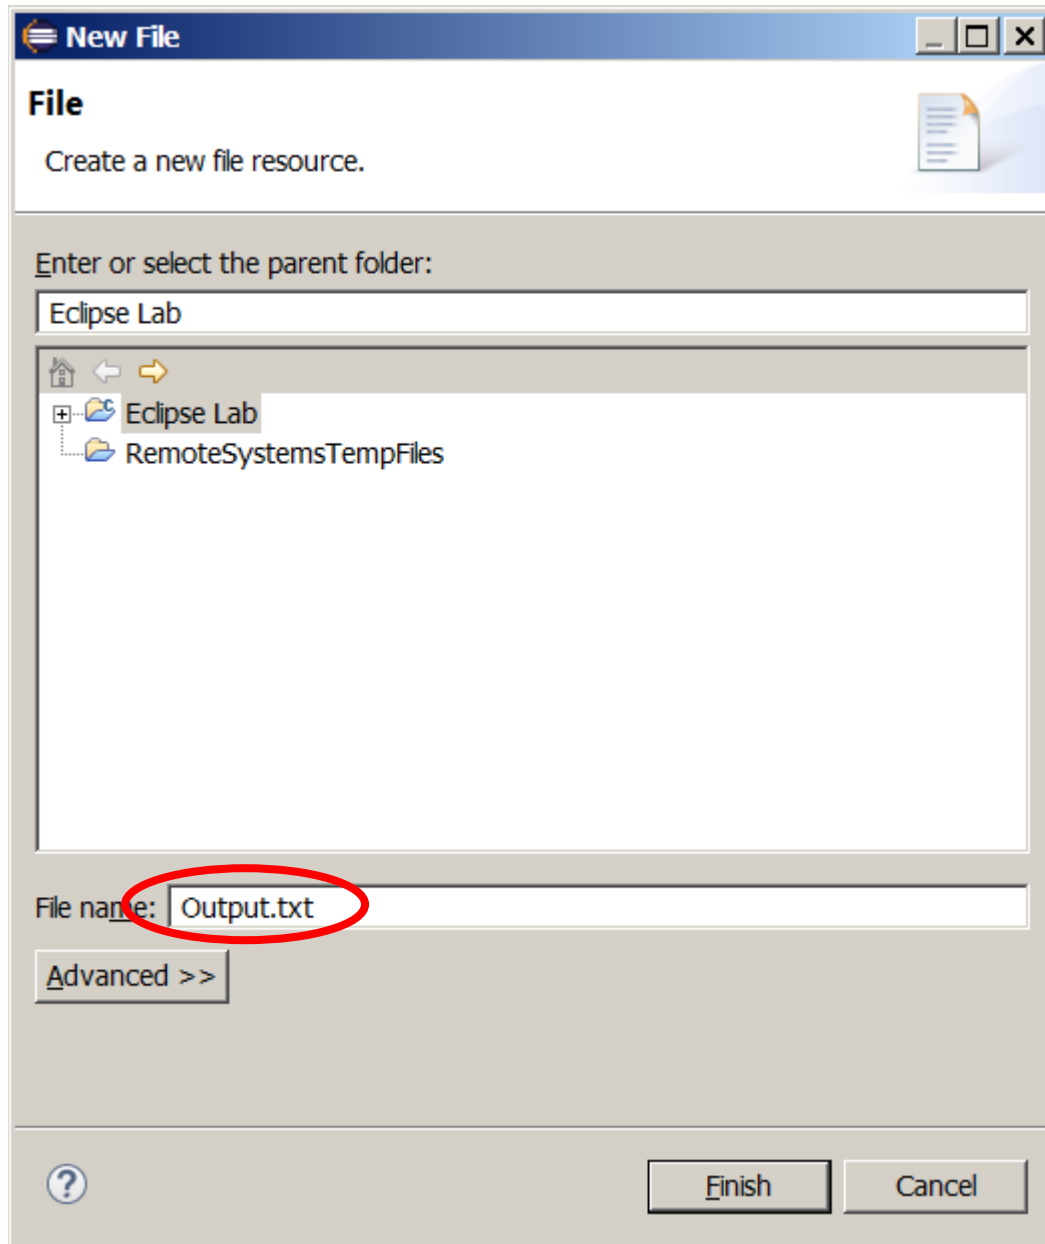 New File
File
Create a new file resource.
Enter or select the parent folder:
Eclipse Lab
Eclipse Lab
RemoteSystemsTempFiles
File name: Output.txt
Advanced >>
Finish Cancel